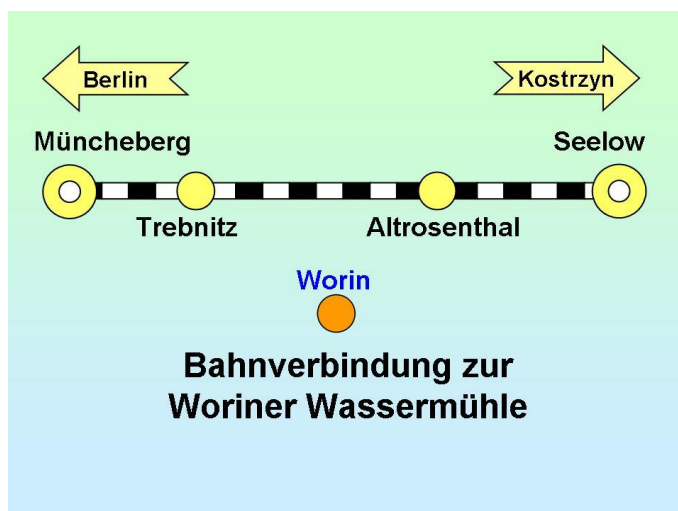 Berlin Kostrzyn
Müncheberg Seelow
Trebnitz Altrosenthal
Worin
Bahnverbindung zur
Woriner Wassermühle